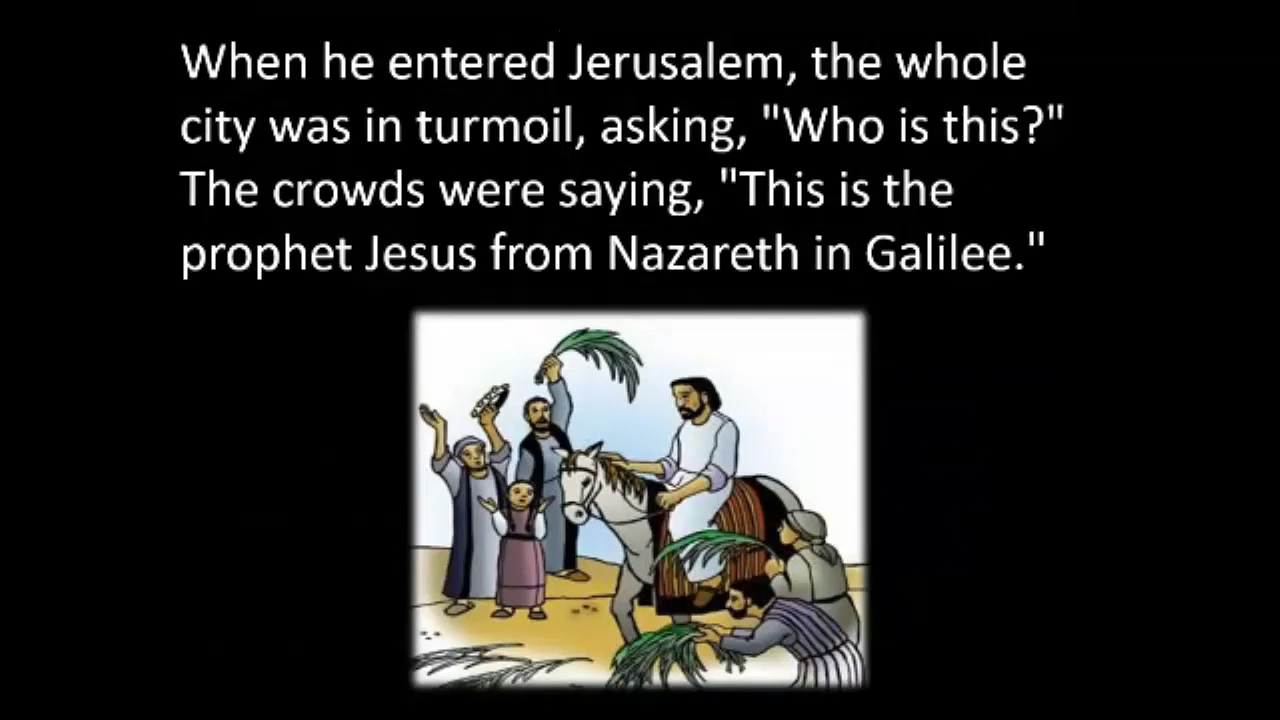 When he entered Jerusalem, the whole
city was in turmoil, asking, "Who is this?"
The crowds were saying, "This is the
prophet Jesus from Nazareth in Galilee."